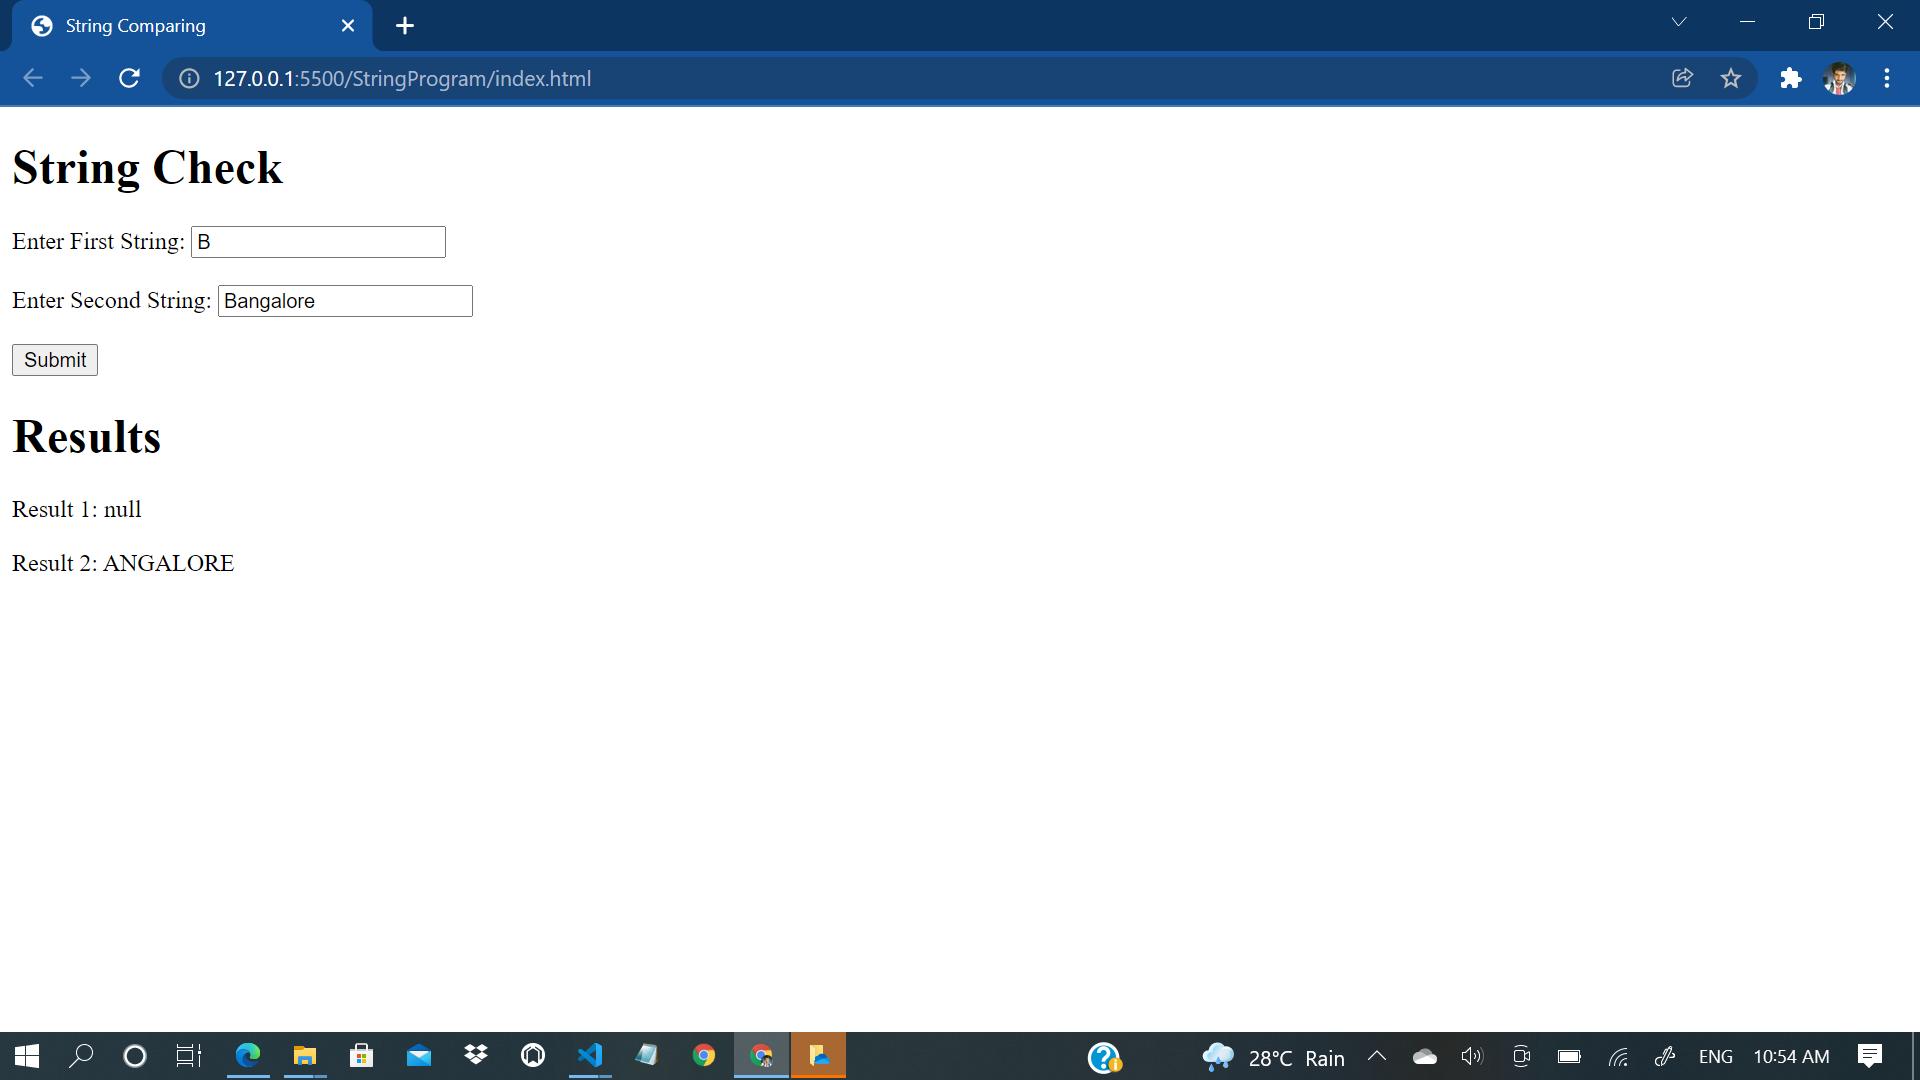 String Comparing
127.0.0.1:5500/StringProgram/index.html
String Check
Enter First String: B
Enter Second String: Bangalore
Submit
Results
Result 1: null
Result 2: ANGALORE
28°C Rain ENG 10:54 AM